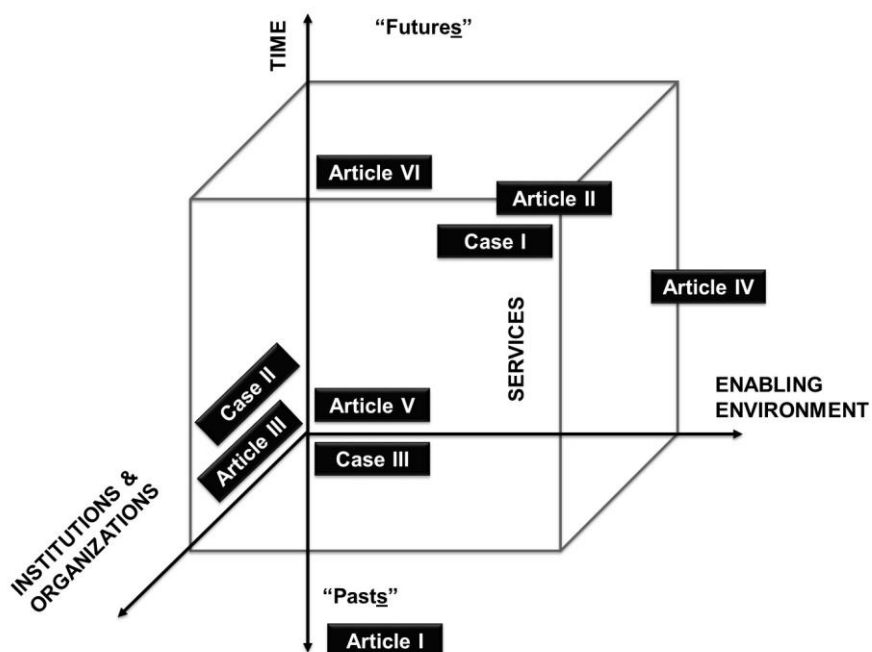 "Futures"
TIME
Article VI
Article II
Case I
Article IV
SERVICES
Case II
Article V
ENABLING
ENVIRONMENT
Article III
Case III
INSTITUTIONS &
ORGANIZATIONS
"Pasts"
Article I